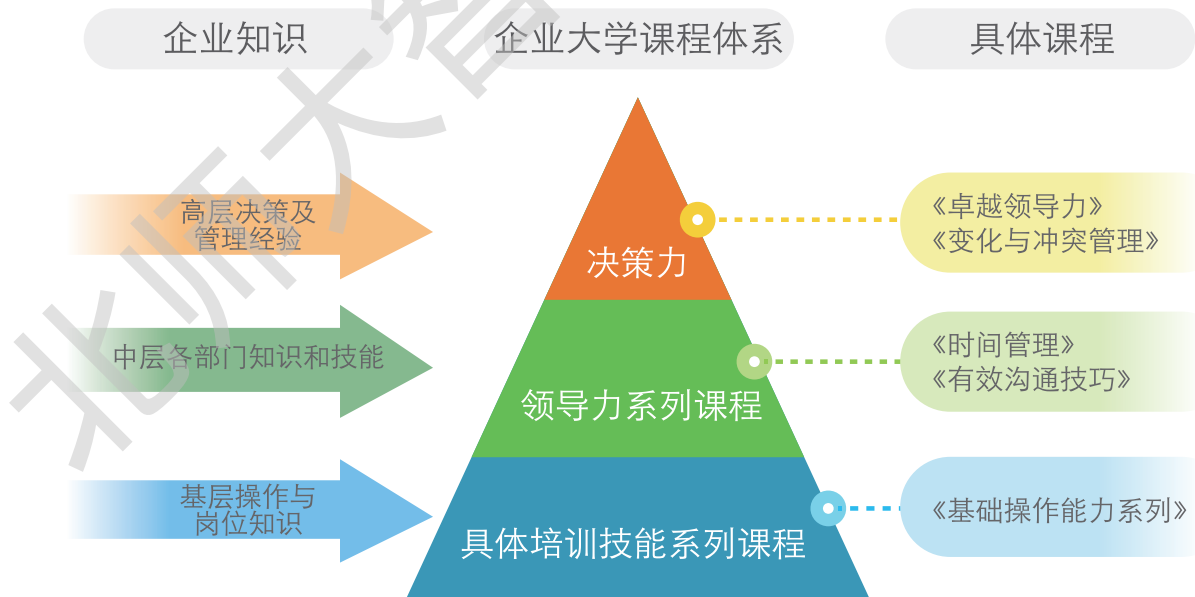 企业知识
企业大学课程体系
具体课程
高层决策及
管理经验
决策力
《卓越领导力》
《变化与冲突管理》
中层各部门知识和技能
领导力系列课程
《时间管理》
《有效沟通技巧》
基层操作与
岗位知识
具体培训技能系列课程
《基础操作能力系列》
北师大智